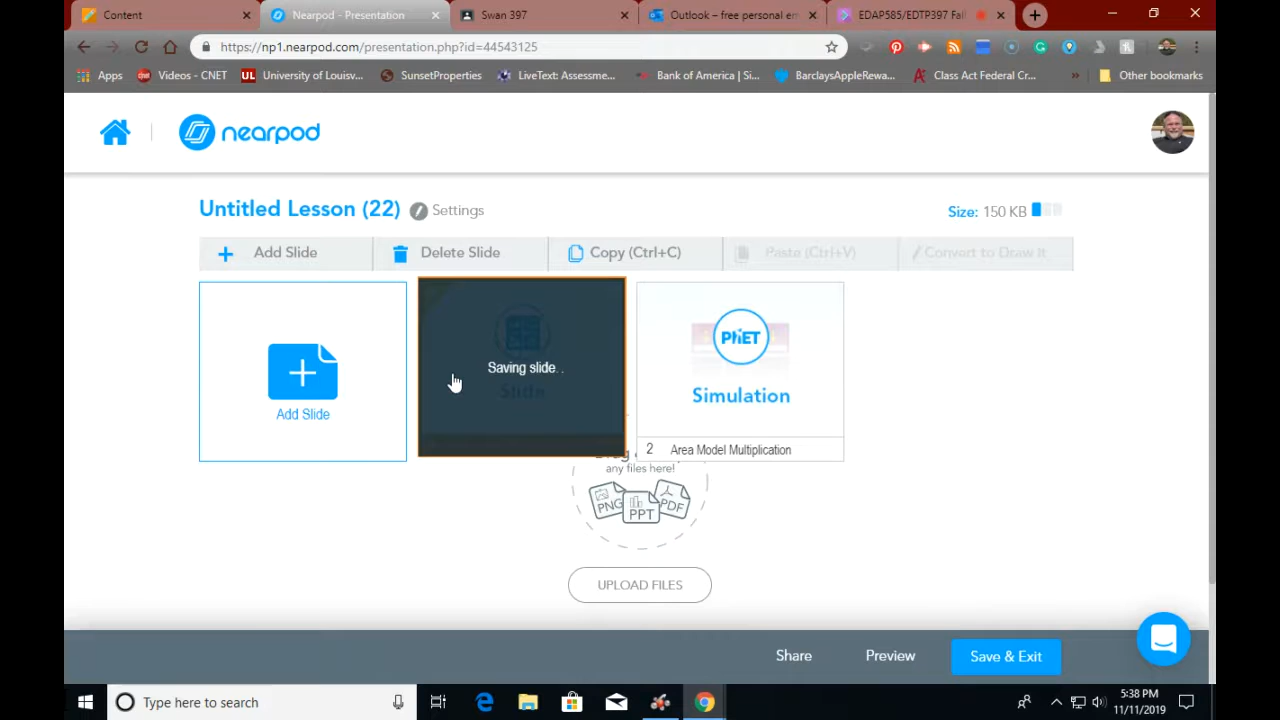 Content
Nearpod - Presentation
Swan 397
Outlook – free personal em
EDAP585/EDTP397 Fall
https://np1.nearpod.com/presentation.php?id=44543125
Apps
Videos - CNET
University of Louisv...
SunsetProperties
LiveText: Assessme...
Bank of America | Si...
BarclaysAppleRewa...
Class Act Federal Cr...
»
Other bookmarks
nearpod
Untitled Lesson (22)
Settings
Size: 150 KB
Add Slide
Delete Slide
Copy (Ctrl+C)
Paste (Ctrl+V)
Convert to Draw It
Add Slide
Saving slide. .
Slide
PhET
Simulation
2 Area Model Multiplication
any files here!
PNG
PPT
PDF
UPLOAD FILES
Share
Preview
Save & Exit
Type here to search
5:38 PM
11/11/2019